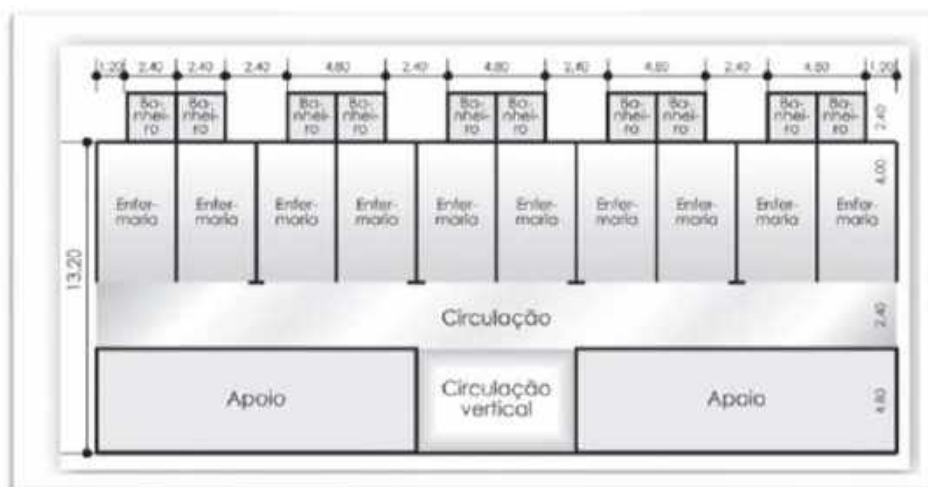 1.20 2.40 2.40 2.40 4.80 2.40 4.80 2.40 4.80 2.40 4.80 1.20
Ba- Ba- Ba- Ba- Ba- Ba- Ba- Ba- Ba- Ba-
nhei- nhei- nhei- nhei- nhei- nhei- nhei- nhei- nhei- nhei-
ro ro ro ro ro ro ro ro ro ro
2.40
Enfer- Enfer- Enfer- Enfer- Enfer- Enfer- Enfer- Enfer- Enfer- Enfer-
maria maria maria maria maria maria maria maria maria maria
13.20
Circulação
2.40
Apoio
Circulação
vertical
Apoio
4.80